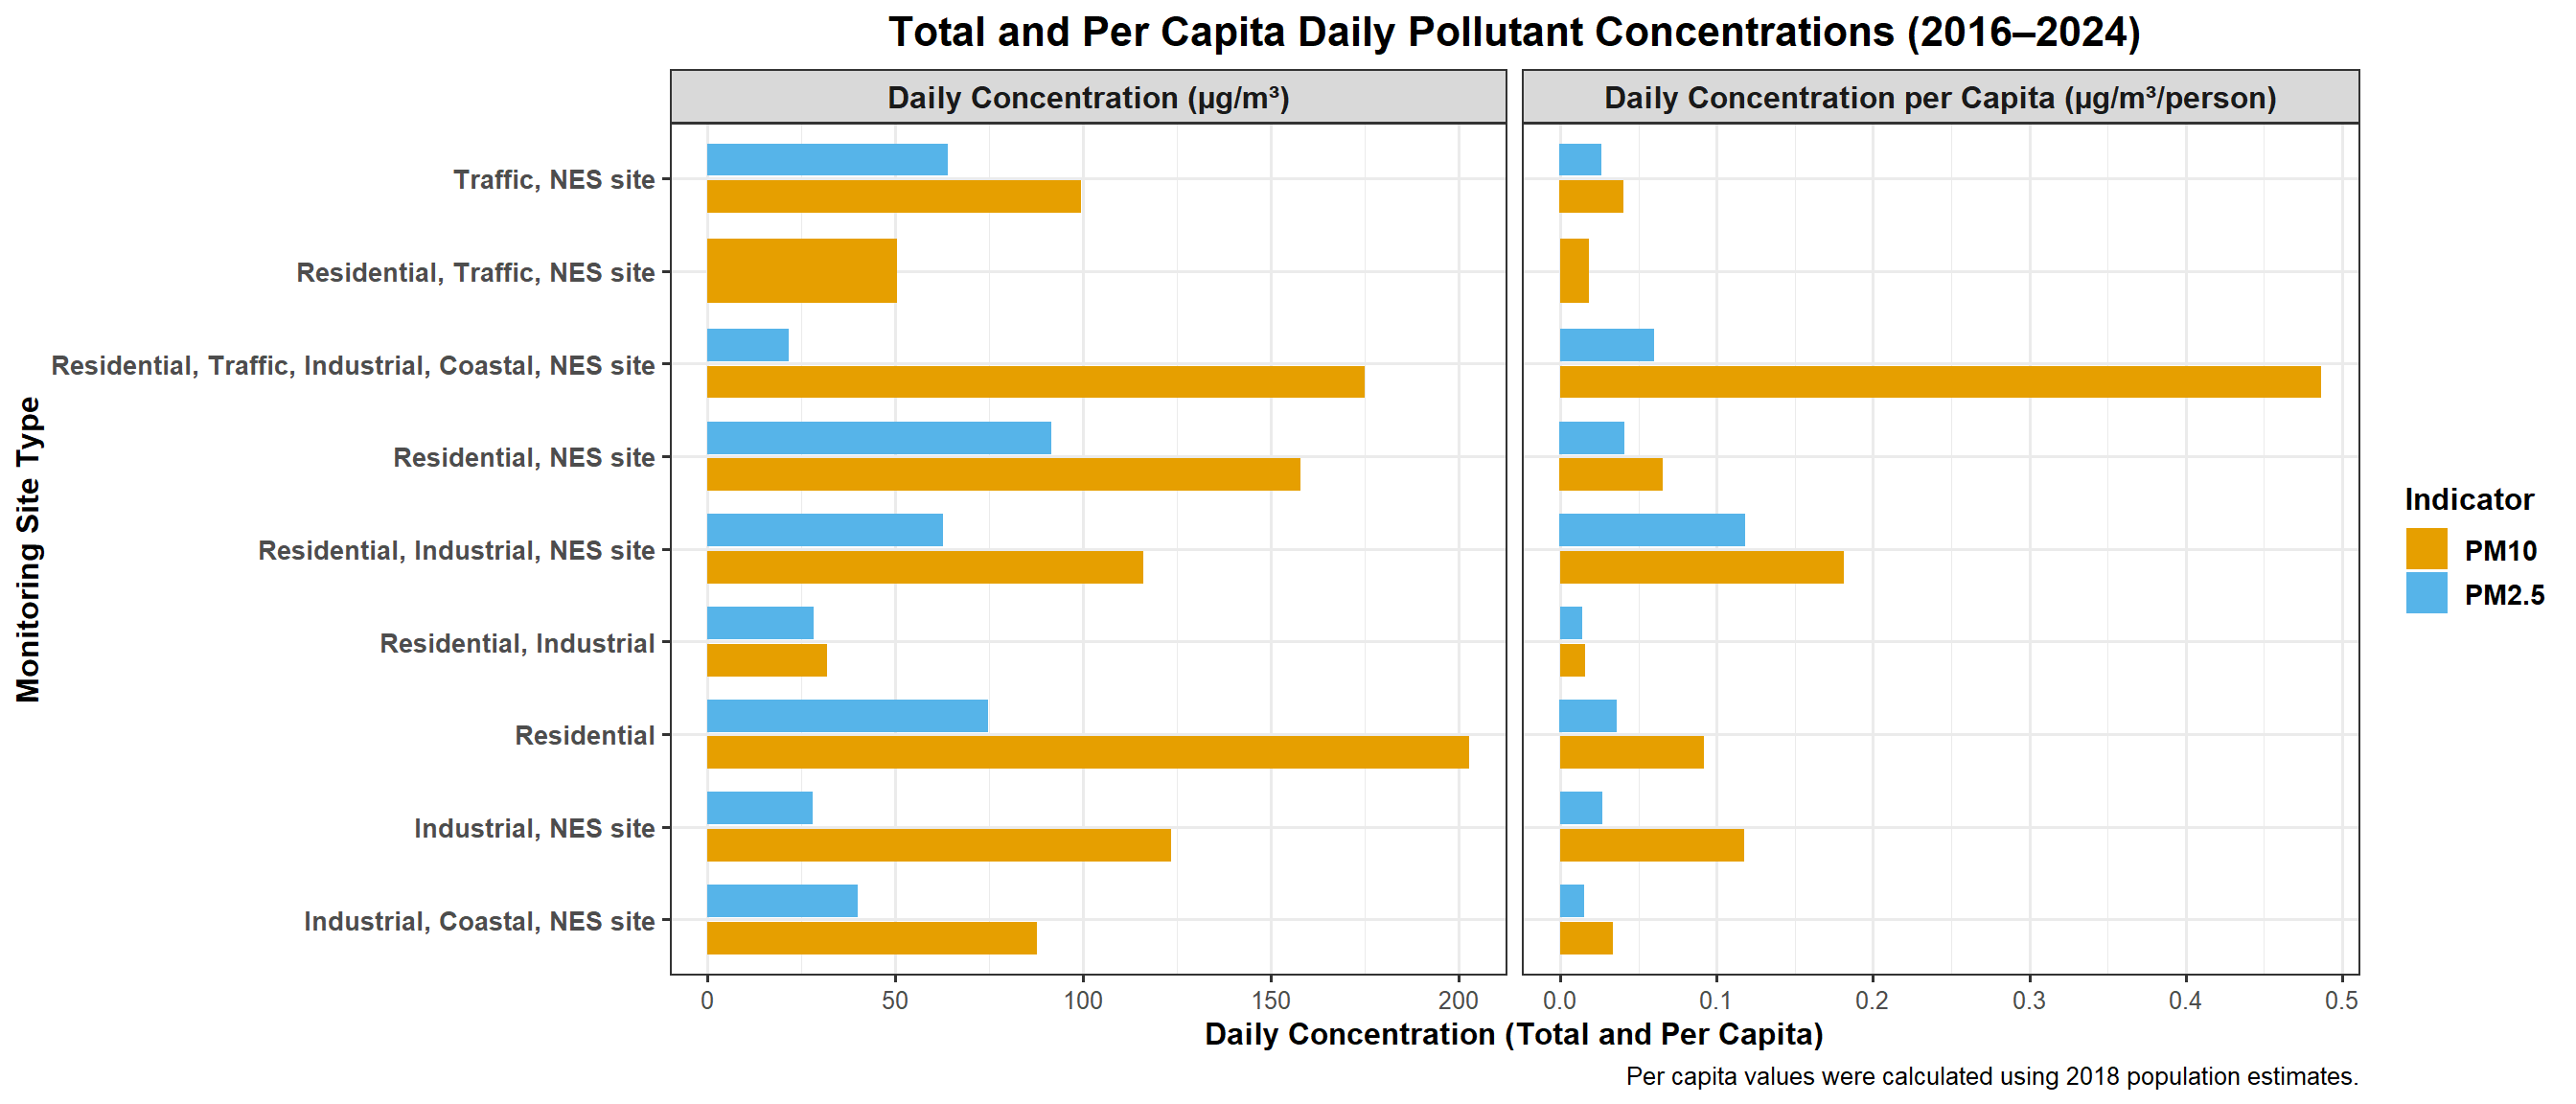 Total and Per Capita Daily Pollutant Concentrations (2016–2024)
Daily Concentration (µg/m³)
Daily Concentration per Capita (µg/m³/person)
Monitoring Site Type
Traffic, NES site
Residential, Traffic, NES site
Residential, Traffic, Industrial, Coastal, NES site
Residential, NES site
Residential, Industrial, NES site
Residential, Industrial
Residential
Industrial, NES site
Industrial, Coastal, NES site
0 50 100 150 200
0.0 0.1 0.2 0.3 0.4 0.5
Daily Concentration (Total and Per Capita)
Indicator
PM10
PM2.5
Per capita values were calculated using 2018 population estimates.